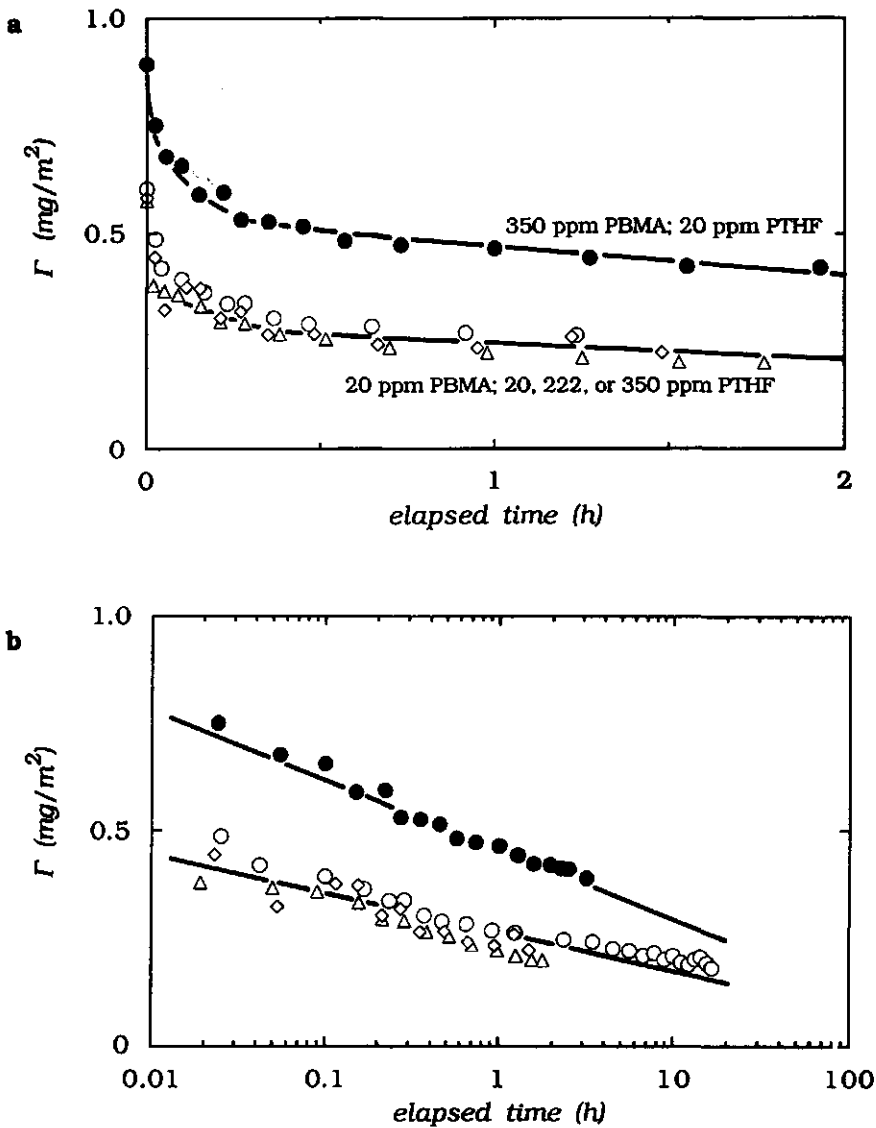 a
1.0
0.5
0
Γ (mg/m²)
350 ppm PBMA; 20 ppm PTHF
20 ppm PBMA; 20, 222, or 350 ppm PTHF
0
1
2
elapsed time (h)
b
1.0
0.5
0
Γ (mg/m²)
0.01
0.1
1
10
100
elapsed time (h)